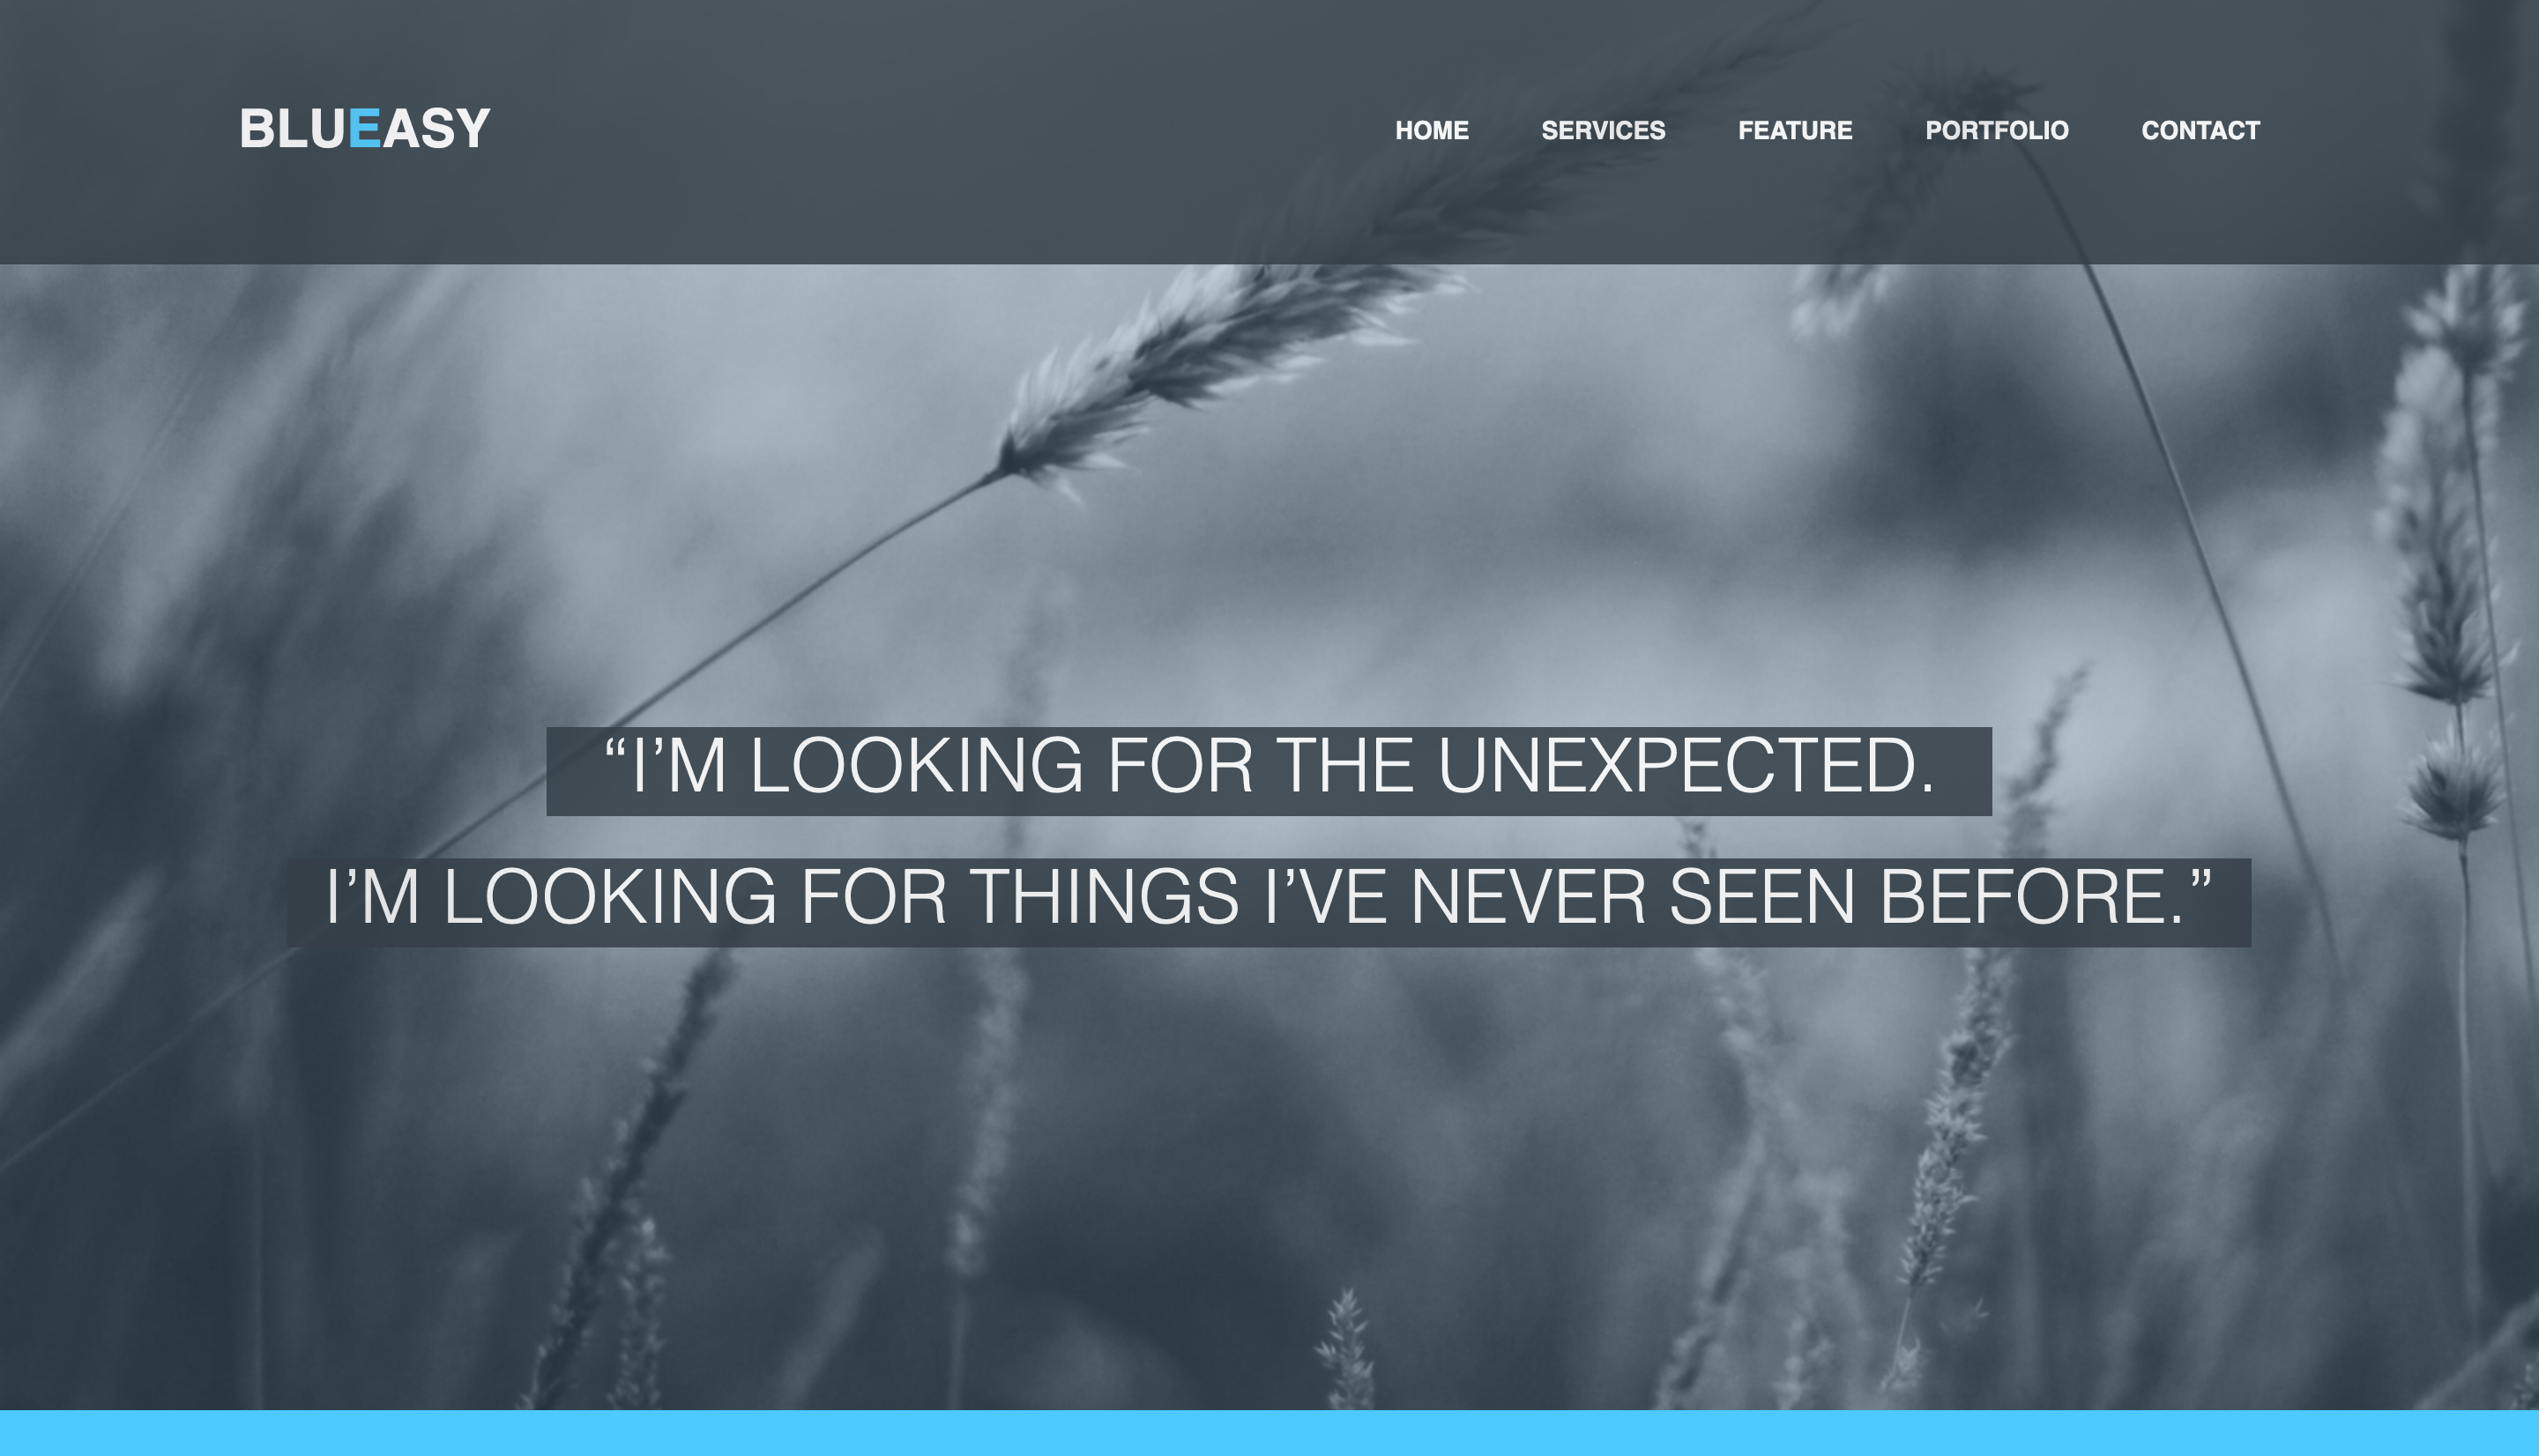 BLUEASY
HOME SERVICES FEATURE PORTFOLIO CONTACT
“I’M LOOKING FOR THE UNEXPECTED.
I’M LOOKING FOR THINGS I’VE NEVER SEEN BEFORE.”